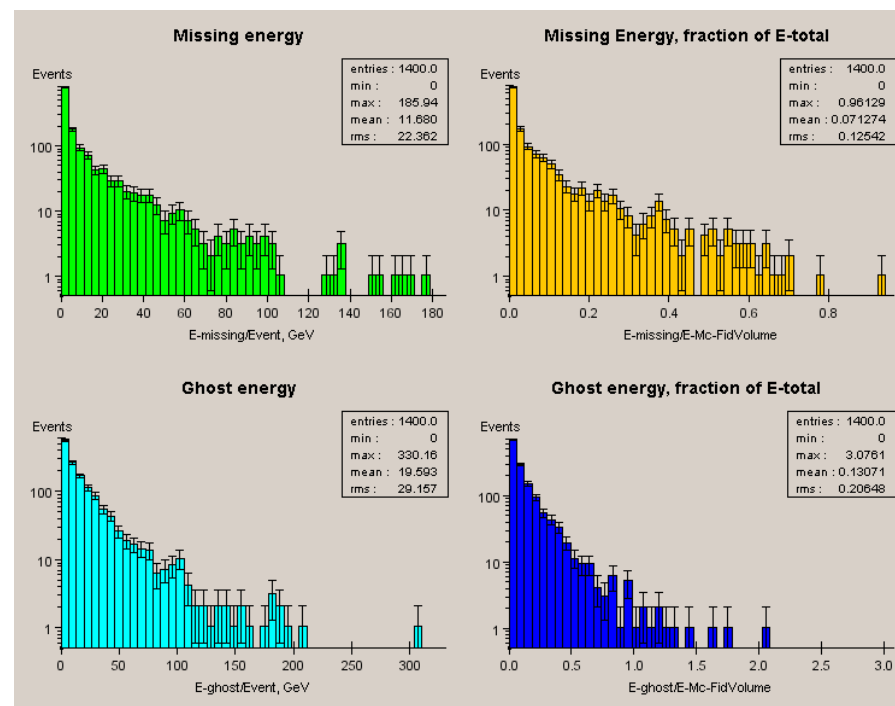 Missing energy
Events
entries : 1400.0
min : 0
max : 185.94
mean : 11.680
rms : 22.362
100
10
1
0 20 40 60 80 100 120 140 160 180
E-missing/Event, GeV
Missing Energy, fraction of E-total
Events
entries : 1400.0
min : 0
max : 0.96129
mean : 0.071274
rms : 0.12542
100
10
1
0.0 0.2 0.4 0.6 0.8
E-missing/E-Mc-FidVolume
Ghost energy
Events
entries : 1400.0
min : 0
max : 330.16
mean : 19.593
rms : 29.157
100
10
1
0 50 100 150 200 250 300
E-ghost/Event, GeV
Ghost energy, fraction of E-total
Events
entries : 1400.0
min : 0
max : 3.0761
mean : 0.13071
rms : 0.20648
100
10
1
0.0 0.5 1.0 1.5 2.0 2.5 3.0
E-ghost/E-Mc-FidVolume